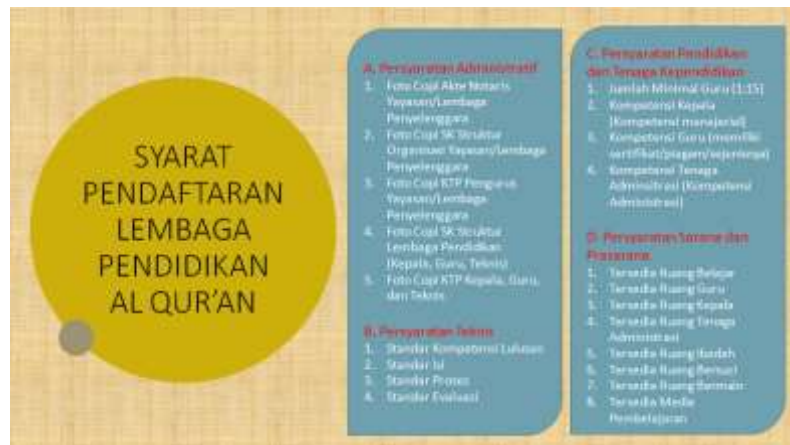 SYARAT
PENDAFTARAN
LEMBAGA
PENDIDIKAN
AL QUR'AN
A. Persyaratan Administratif
1. Foto Copi Akte Notaris
Yayasan/Lembaga
Penyelenggara
2. Foto Copi SK Struktur
Organisasi Yayasan/Lembaga
Penyelenggara
3. Foto Copi KTP Pengurus
Yayasan/Lembaga
Penyelenggara
4. Foto Copi SK Struktur
Lembaga Pendidikan
(Kepala, Guru, Teknis)
5. Foto Copi KTP Kepala, Guru,
dan Teknis
B. Persyaratan Teknis
1. Standar Kompetensi Lulusan
2. Standar Isi
3. Standar Proses
4. Standar Evaluasi
C. Persyaratan Pendidikan
dan Tenaga Kependidikan
1. Jumlah Minimal Guru (1:15)
2. Kompetensi Kepala
(Kompetensi manajerial)
3. Kompetensi Guru (memiliki
sertifikat/piagam/sejenisnya)
4. Kompetensi Tenaga
(Kompetensi
D. Persyaratan Sarana dan
Prasarana
1. Tersedia Ruang Belajar
2. Tersedia Ruang Guru
3. Tersedia Ruang Kepala
4. Tersedia Ruang Tenaga
Administrasi
5. Tersedia Ruang Ibadah
6. Tersedia Ruang Bersuci
7. Tersedia Ruang Bermain
8. Tersedia Media
Pembelajaran